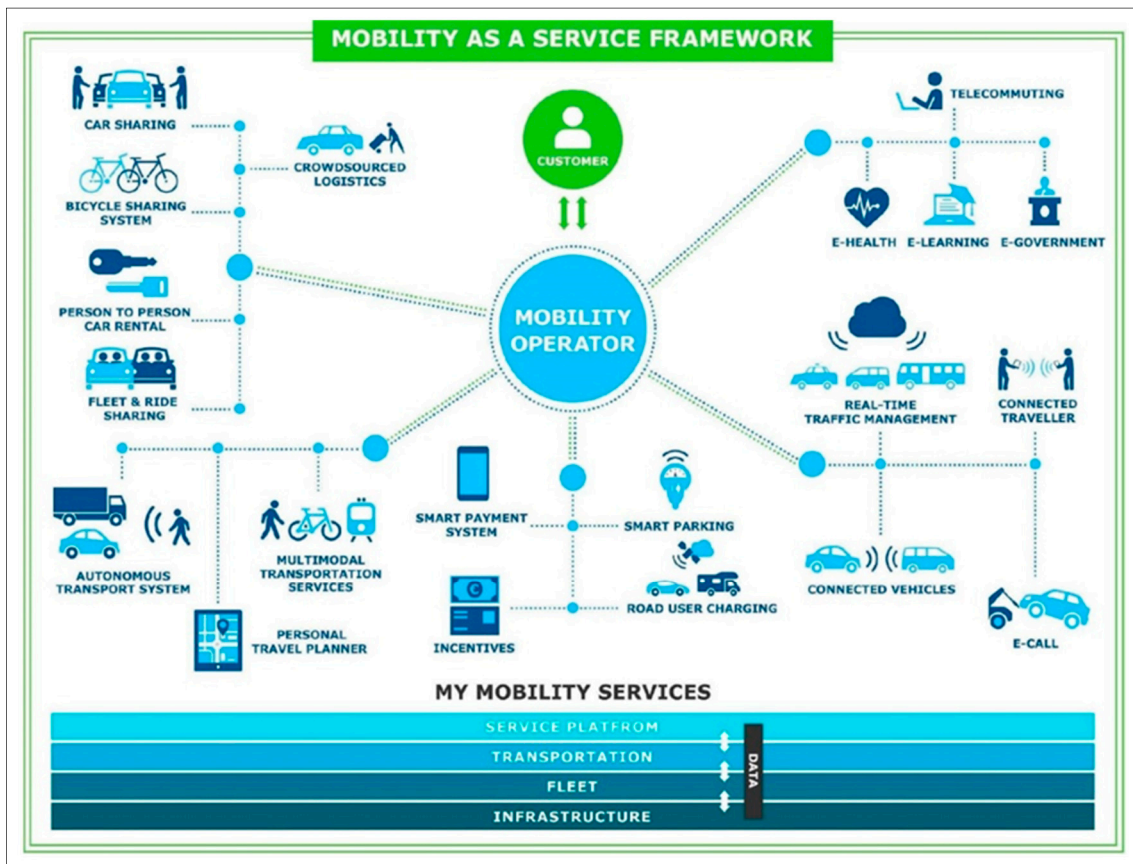 MOBILITY AS A SERVICE FRAMEWORK
CAR SHARING
CROWDSOURCED
LOGISTICS
BICYCLE SHARING
SYSTEM
PERSON TO PERSON
CAR RENTAL
FLEET & RIDE
SHARING
CUSTOMER
MOBILITY
OPERATOR
TELECOMMUTING
E-HEALTH
E-LEARNING
E-GOVERNMENT
REAL-TIME
TRAFFIC MANAGEMENT
CONNECTED
TRAVELLER
AUTONOMOUS
TRANSPORT SYSTEM
MULTIMODAL
TRANSPORTATION
SERVICES
PERSONAL
TRAVEL PLANNER
SMART PAYMENT
SYSTEM
SMART PARKING
INCENTIVES
ROAD USER CHARGING
CONNECTED VEHICLES
E-CALL
MY MOBILITY SERVICES
SERVICE PLATFROM
TRANSPORTATION
FLEET
INFRASTRUCTURE
DATA